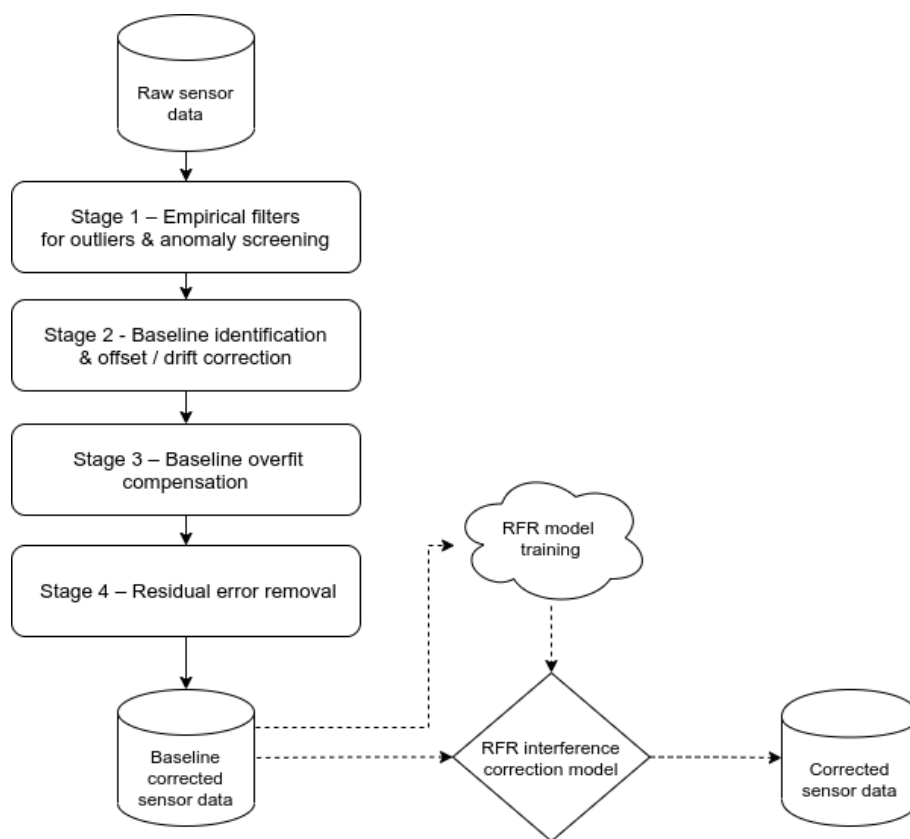 Raw sensor
data
Stage 1 – Empirical filters
for outliers & anomaly screening
Stage 2 - Baseline identification
& offset / drift correction
Stage 3 – Baseline overfit
compensation
Stage 4 – Residual error removal
RFR model
training
Baseline
corrected
sensor data
RFR interference
correction model
Corrected
sensor data